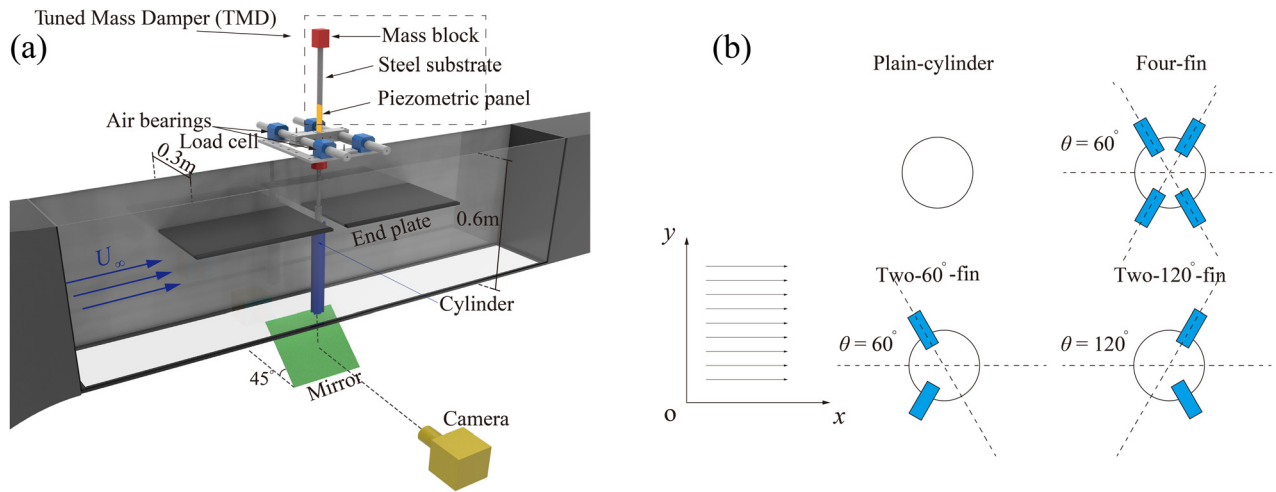 (a)
Tuned Mass Damper (TMD)
Mass block
Steel substrate
Piezometric panel
Air bearings
Load cell
0.3m
0.6m
End plate
U∞
Cylinder
45°
Mirror
Camera
(b)
Plain-cylinder
Four-fin
θ = 60°
y
Two-60°-fin
Two-120°-fin
θ = 60°
θ = 120°
o
x